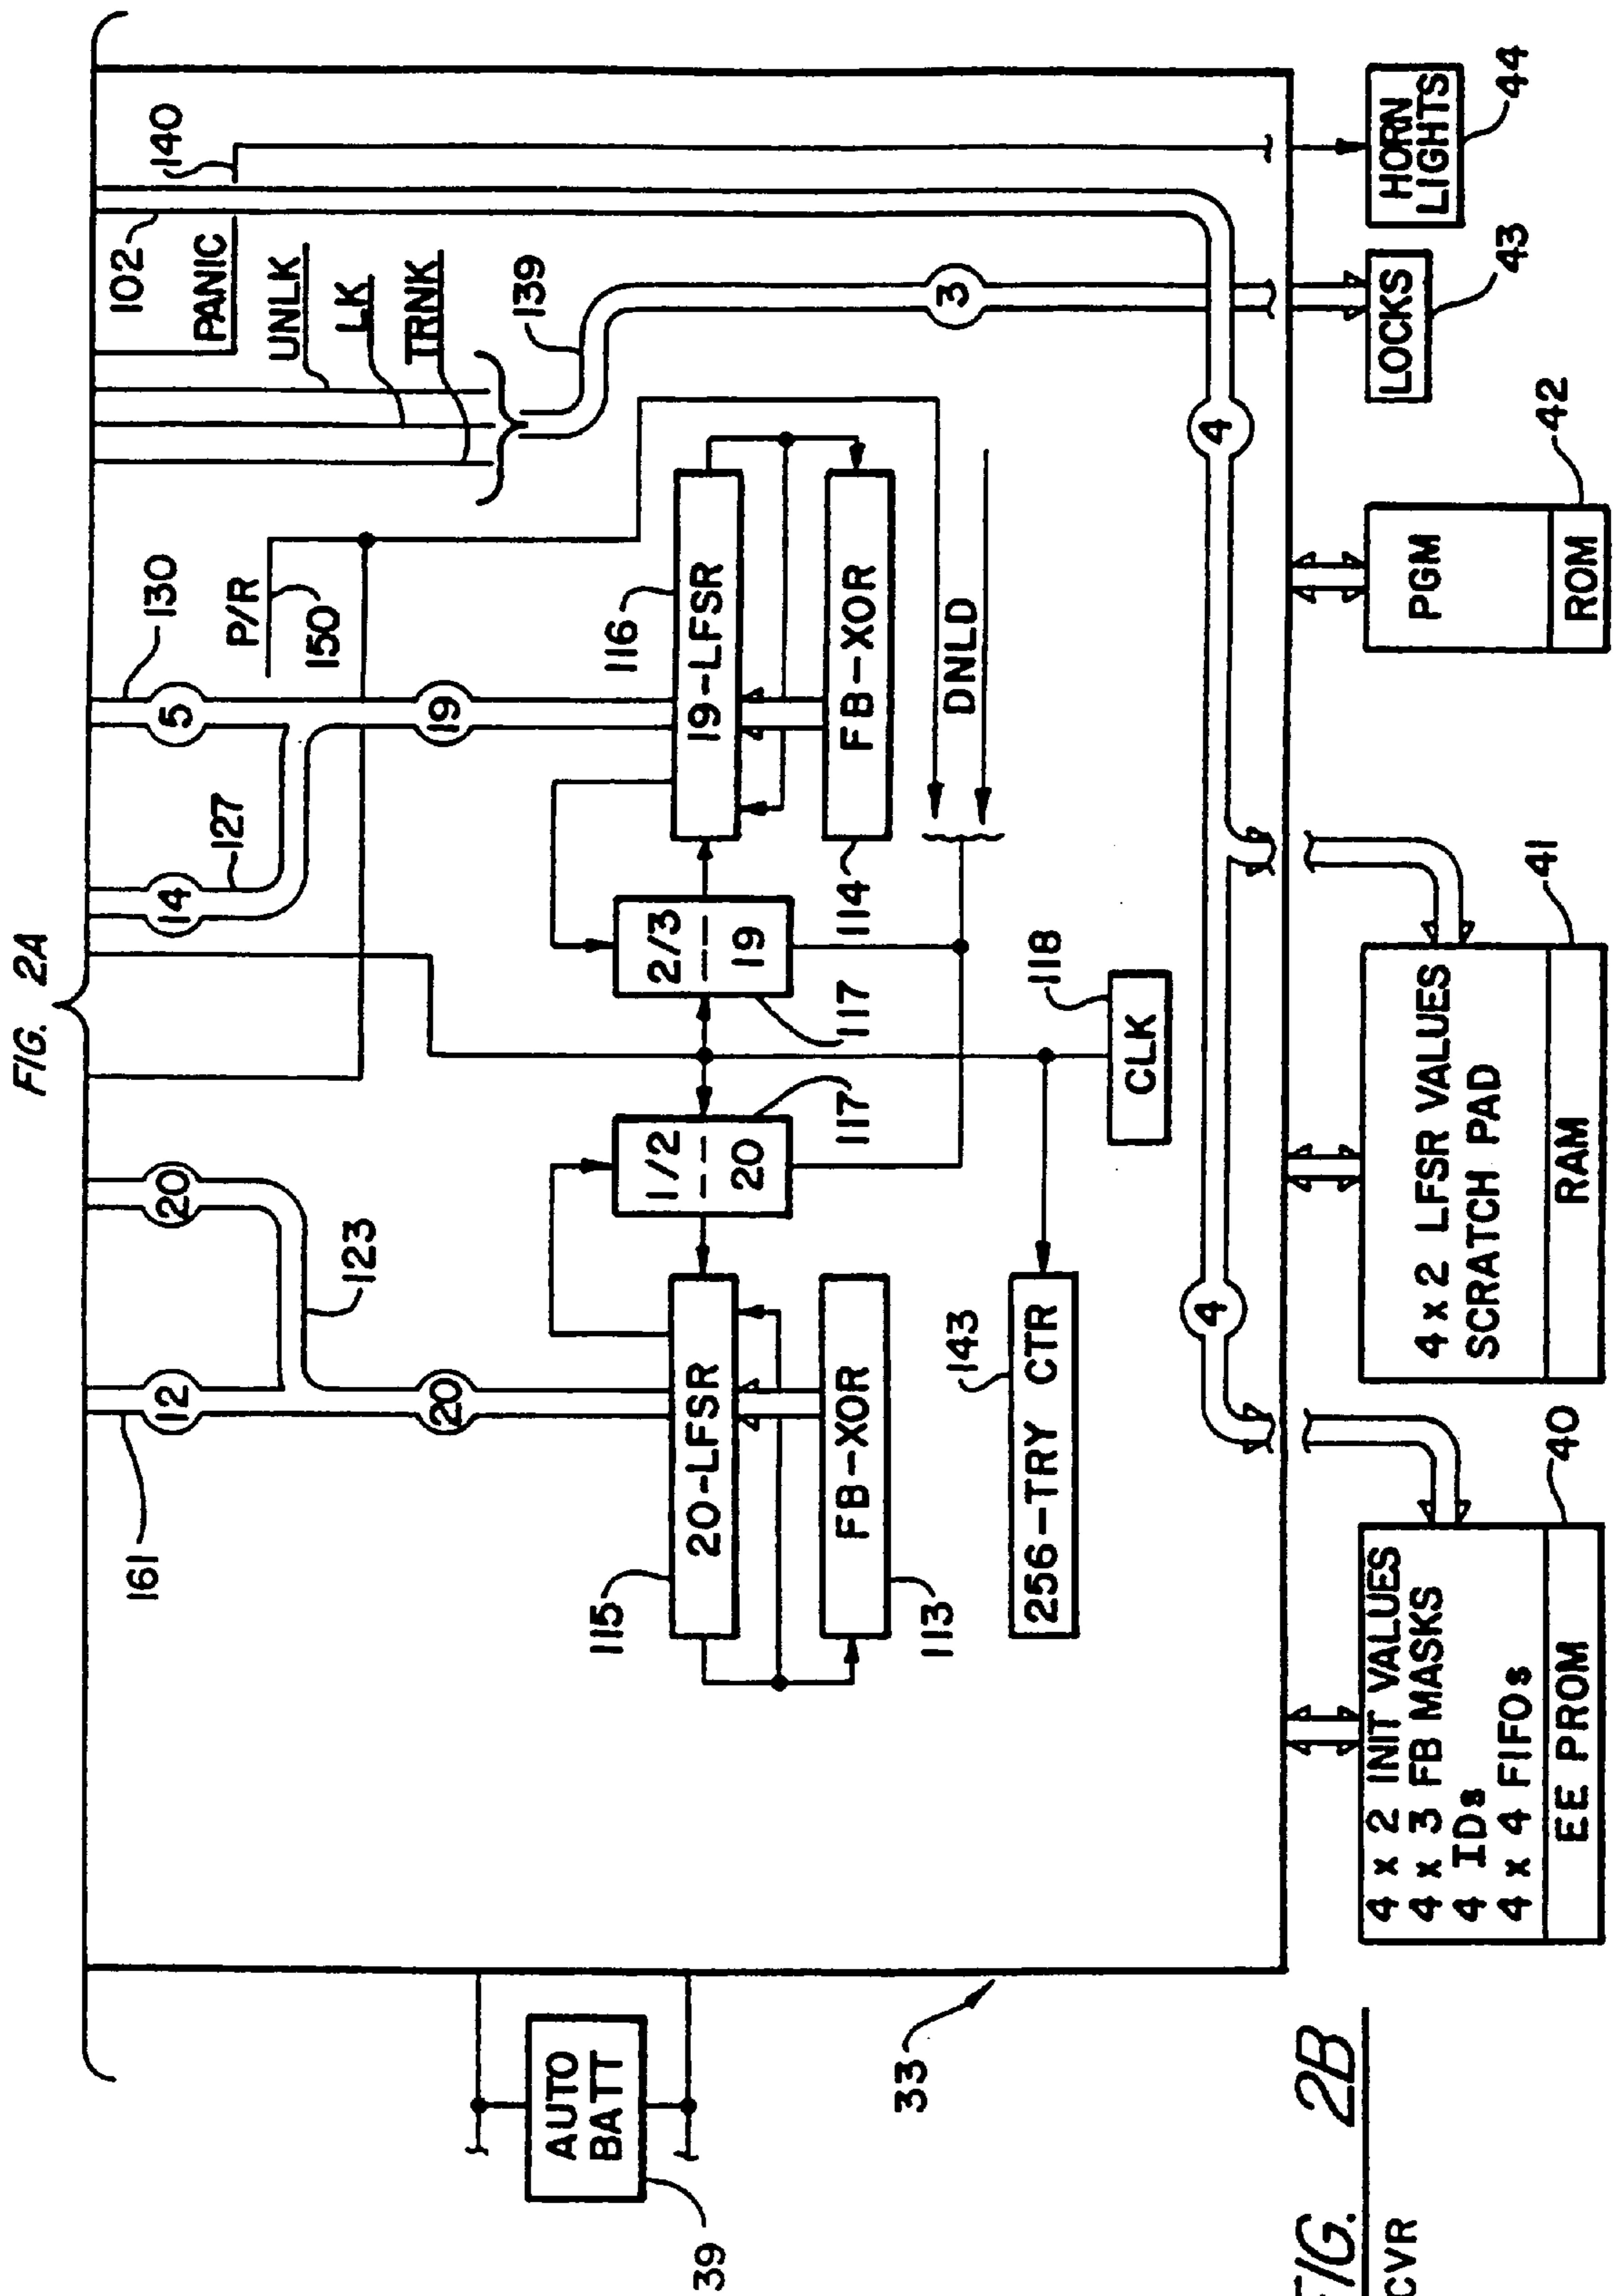 FIG. 2A
102
140
PANIC
UNLK
LK
TRNK
139
3
130
5
P/R
150
14
127
19
20
123
12
161
20
116
19-LFSR
FB-XOR
114
DNLD
2/3
19
117
1/2
20
117
118
CLK
115
20-LFSR
FB-XOR
113
143
256-TRY CTR
4
4
AUTO
BATT
39
33
4 x 2 INIT VALUES
4 x 3 FB MASKS
4 IDs
4 x 4 FIFOs
EE PROM
40
4 x 2 LFSR VALUES
SCRATCH PAD
RAM
41
PGM
ROM
42
LOCKS
43
HORN
LIGHTS
44
FIG. 2B
CVR